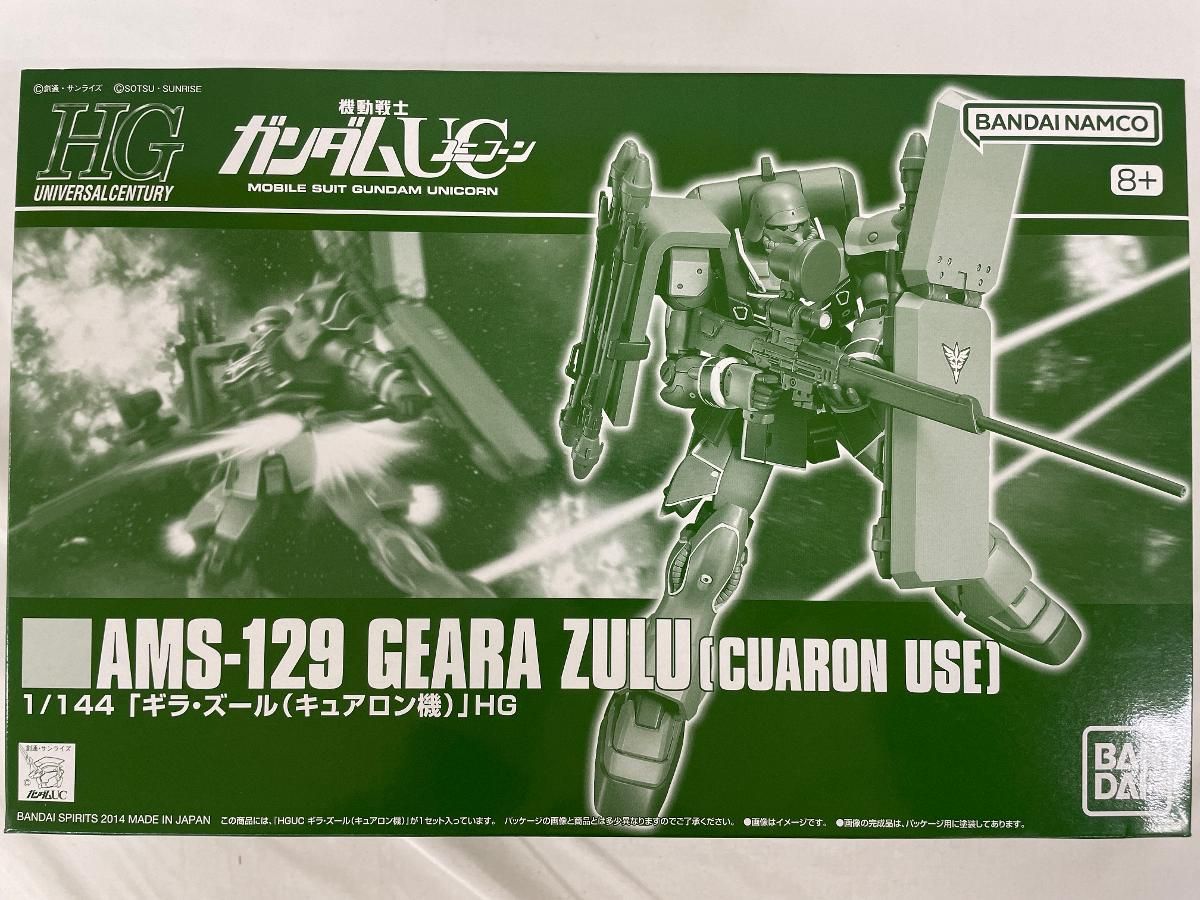 ©創通・サンライズ ©SOTSU・SUNRISE
HG
UNIVERSAL CENTURY
機動戦士
ガンダムUC
ユニコーン
MOBILE SUIT GUNDAM UNICORN
BANDAI NAMCO
8+
AMS-129 GEARA ZULU (CUARON USE)
1/144「ギラ・ズール(キュアロン機)」HG
創通・サンライズ
©
ガンダムUC
BAN
DAI
BANDAI SPIRITS 2014 MADE IN JAPAN この商品には、「HGUC ギラ・ズール(キュアロン機)」が1セット入っています。 パッケージの画像と商品とは多少異なりますのでご了承ください。 ●画像はイメージです。 ●画像の完成品は、パッケージ用に塗装してあります。